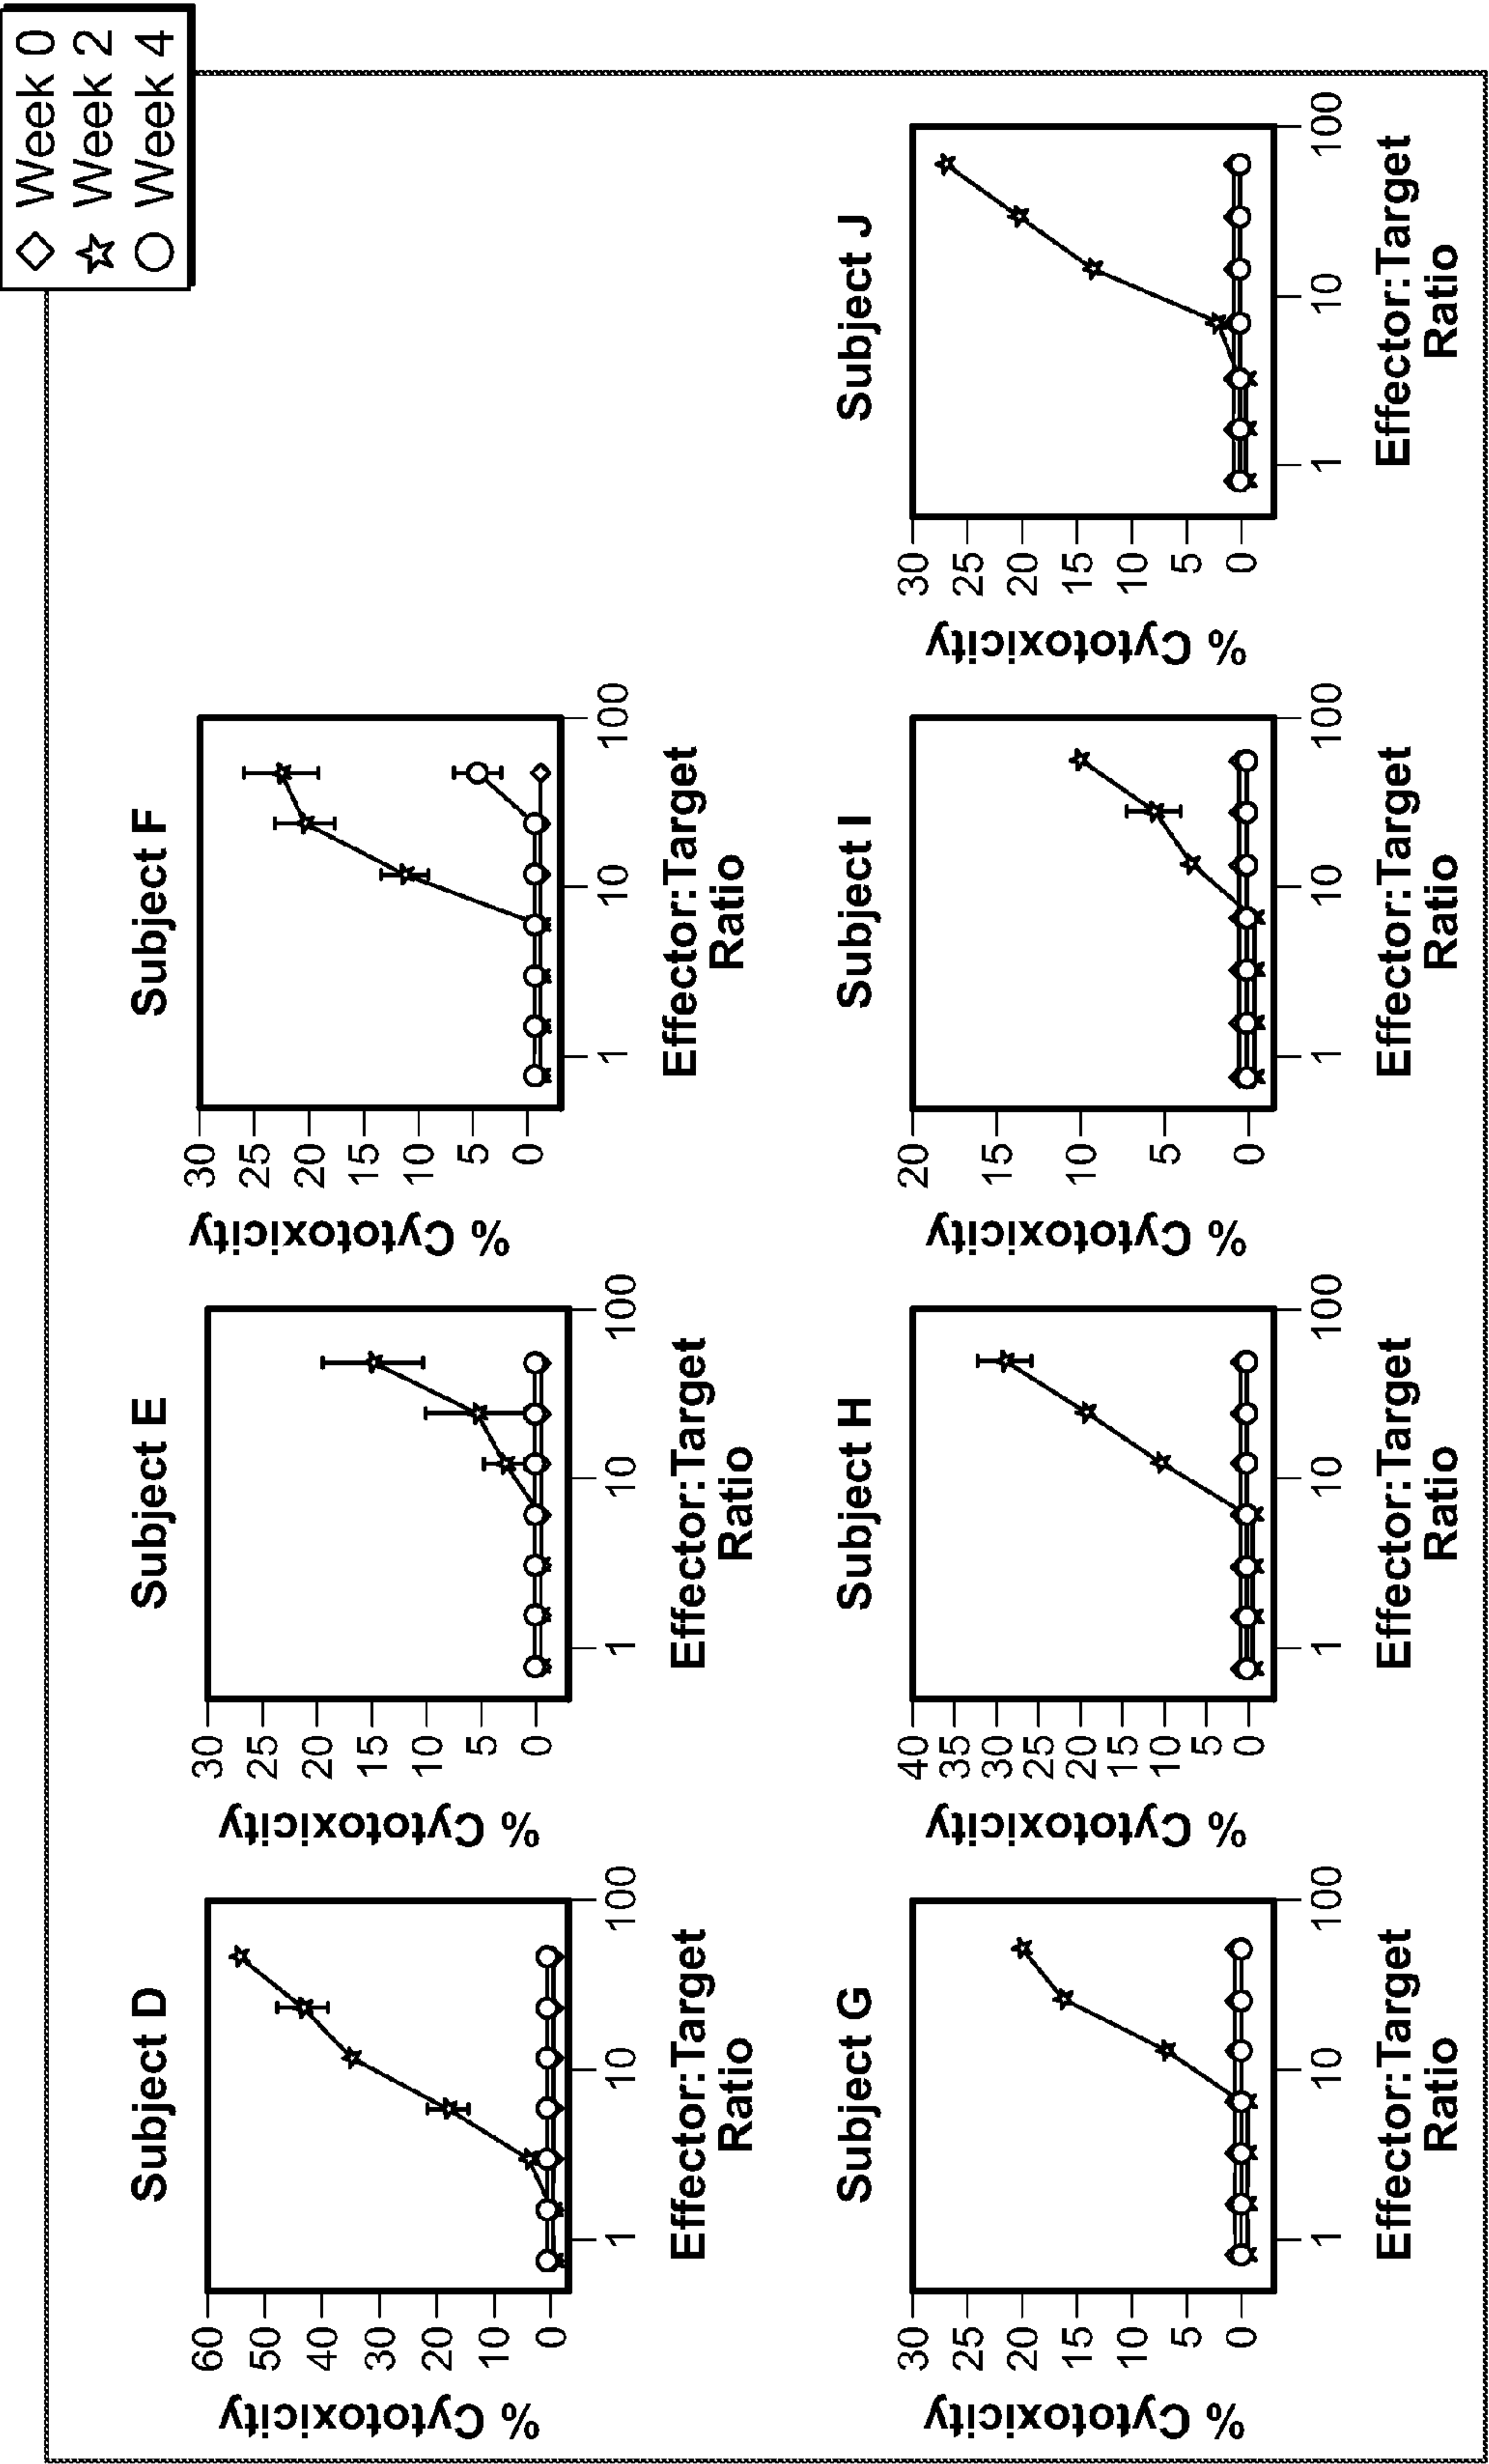 Week 0
Week 2
Week 4
Subject D
% Cytotoxicity
60
50
40
30
20
10
0
1
10
100
Effector:Target
Ratio
Subject E
% Cytotoxicity
30
25
20
15
10
5
0
1
10
100
Effector:Target
Ratio
Subject F
% Cytotoxicity
30
25
20
15
10
5
0
1
10
100
Effector:Target
Ratio
Subject G
% Cytotoxicity
30
25
20
15
10
5
0
1
10
100
Effector:Target
Ratio
Subject H
% Cytotoxicity
40
35
30
25
20
15
10
5
0
1
10
100
Effector:Target
Ratio
Subject I
% Cytotoxicity
20
15
10
5
0
1
10
100
Effector:Target
Ratio
Subject J
% Cytotoxicity
30
25
20
15
10
5
0
1
10
100
Effector:Target
Ratio